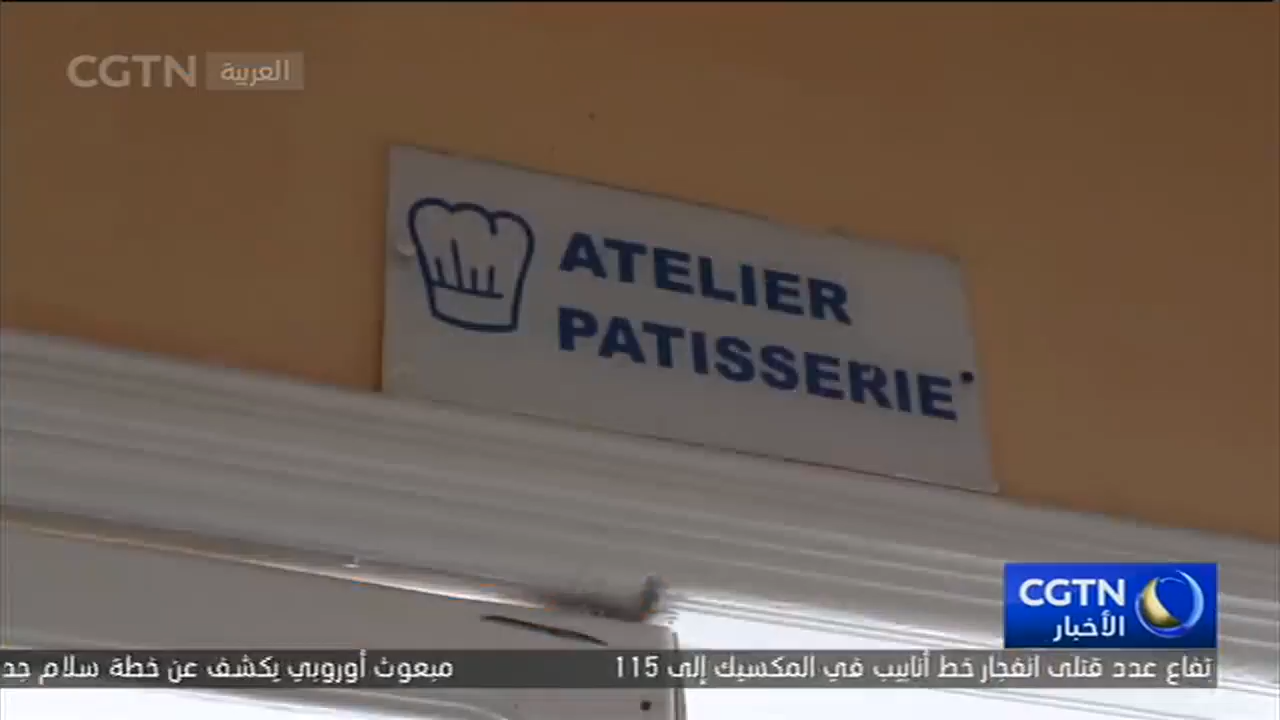 CGTN العربية
ATELIER
PATISSERIE
CGTN
الأخبار
تفاع عدد قتلى انفجار خط أنابيب في المكسيك إلى 115
مبعوث أوروبي يكشف عن خطة سلام جد